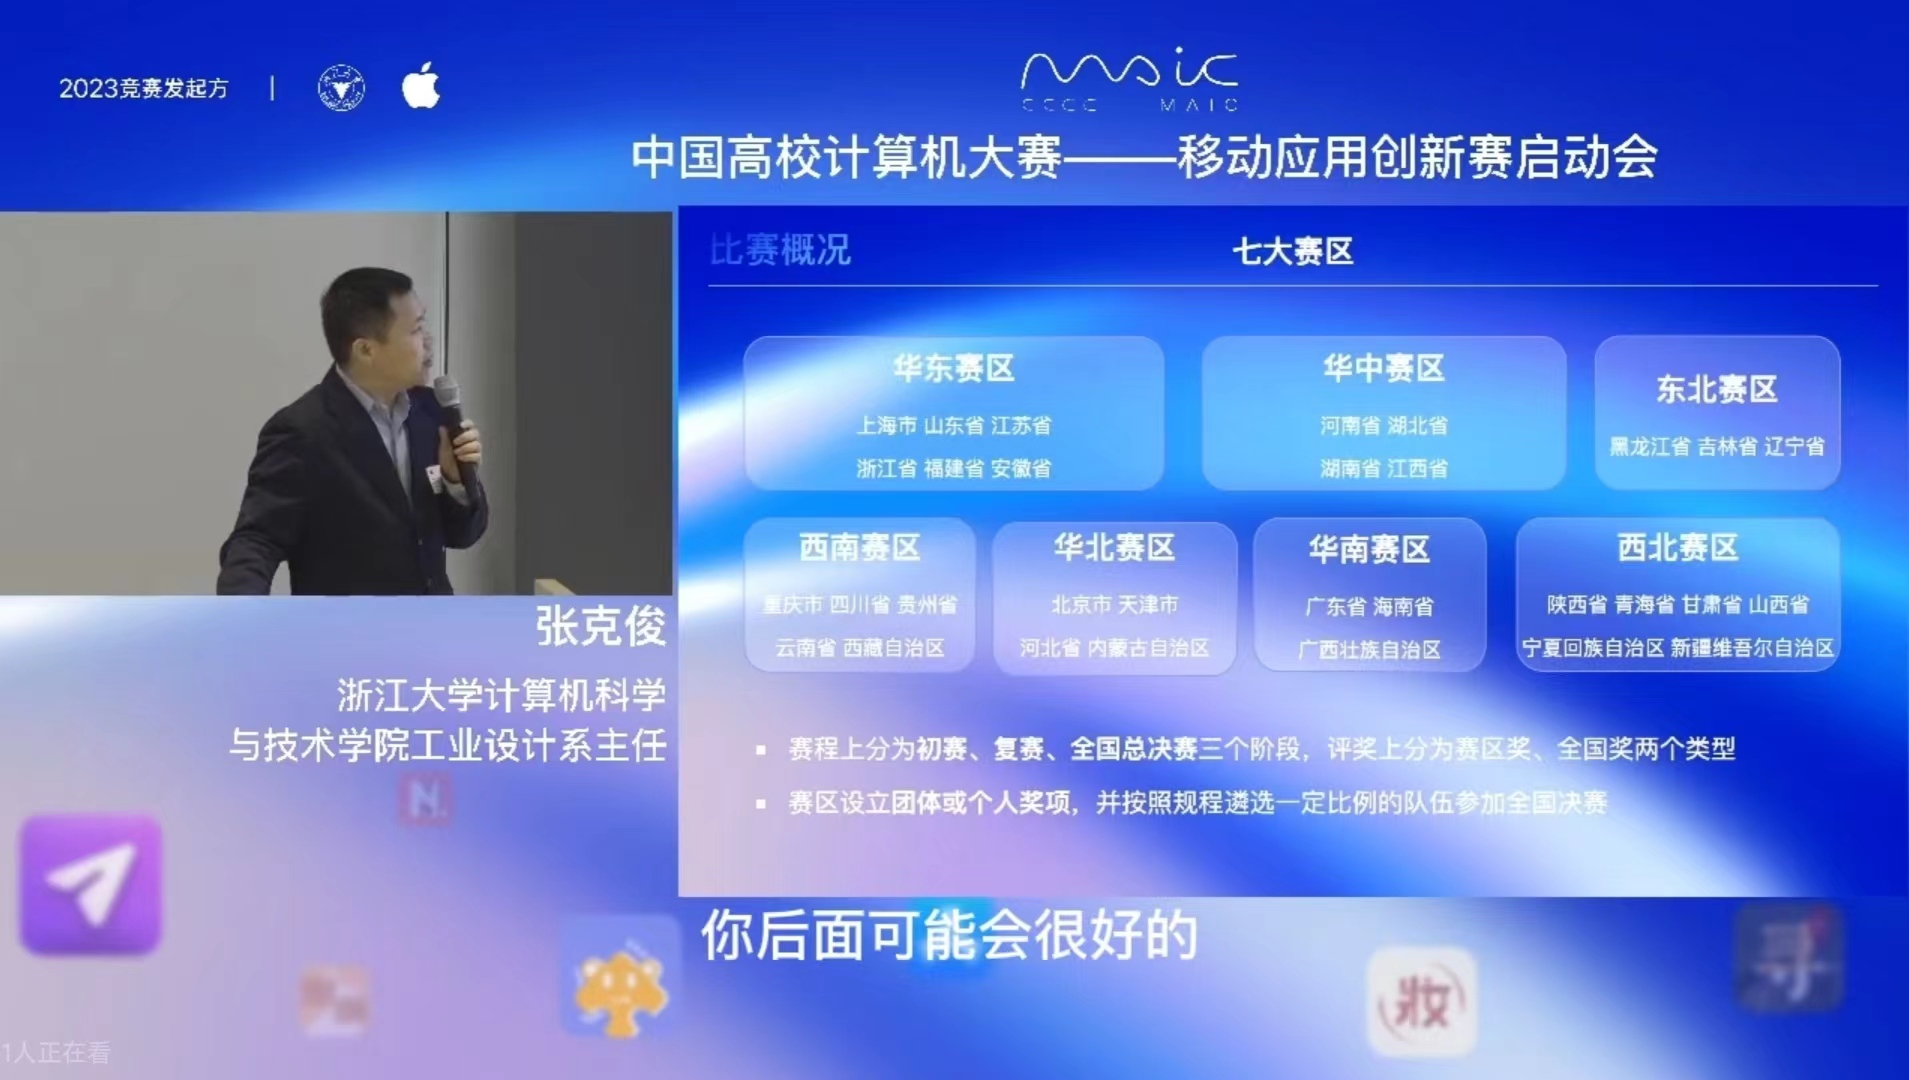 2023竞赛发起方
CCCC MAIC
中国高校计算机大赛——移动应用创新赛启动会
比赛概况
七大赛区
华东赛区
上海市 山东省 江苏省
浙江省 福建省 安徽省
华中赛区
河南省 湖北省
湖南省 江西省
东北赛区
黑龙江省 吉林省 辽宁省
西南赛区
重庆市 四川省 贵州省
云南省 西藏自治区
华北赛区
北京市 天津市
河北省 内蒙古自治区
华南赛区
广东省 海南省
广西壮族自治区
西北赛区
陕西省 青海省 甘肃省 山西省
宁夏回族自治区 新疆维吾尔自治区
▪ 赛程上分为初赛、复赛、全国总决赛三个阶段，评奖上分为赛区奖、全国奖两个类型
▪ 赛区设立团体或个人奖项，并按照规程遴选一定比例的队伍参加全国决赛
张克俊
浙江大学计算机科学
与技术学院工业设计系主任
N.
你后面可能会很好的
妝
寻
1人正在看